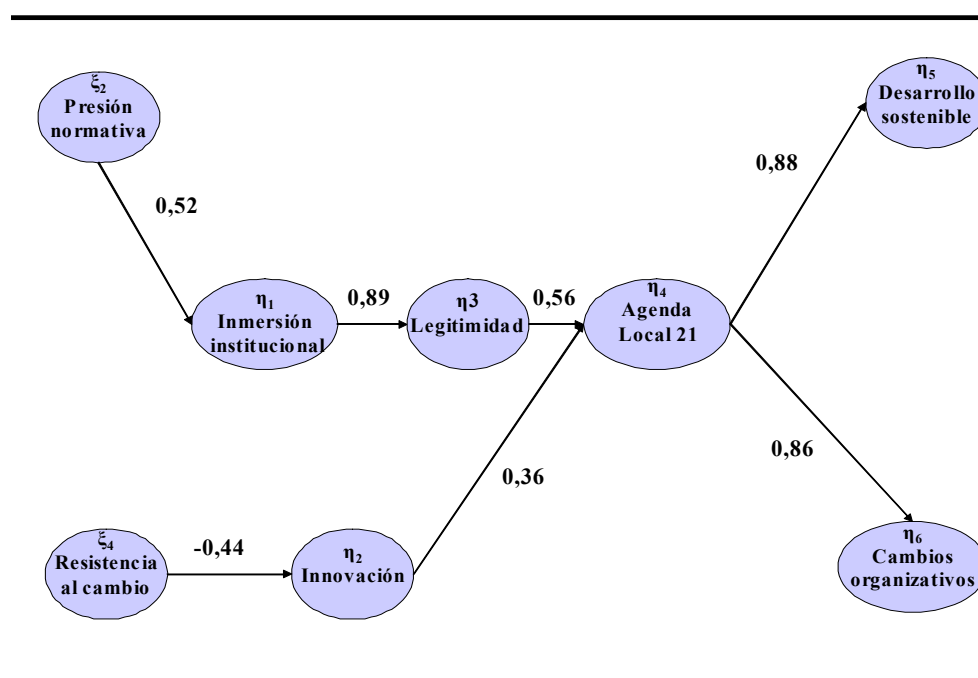 ξ₂
Presión
normativa
η₅
Desarrollo
sostenible
0,88
0,52
η₁
Inmersión
institucional
0,89
η3
Legitimidad
0,56
η₄
Agenda
Local 21
0,86
0,36
ξ₄
Resistencia
al cambio
-0,44
η₂
Innovación
η₆
Cambios
organizativos